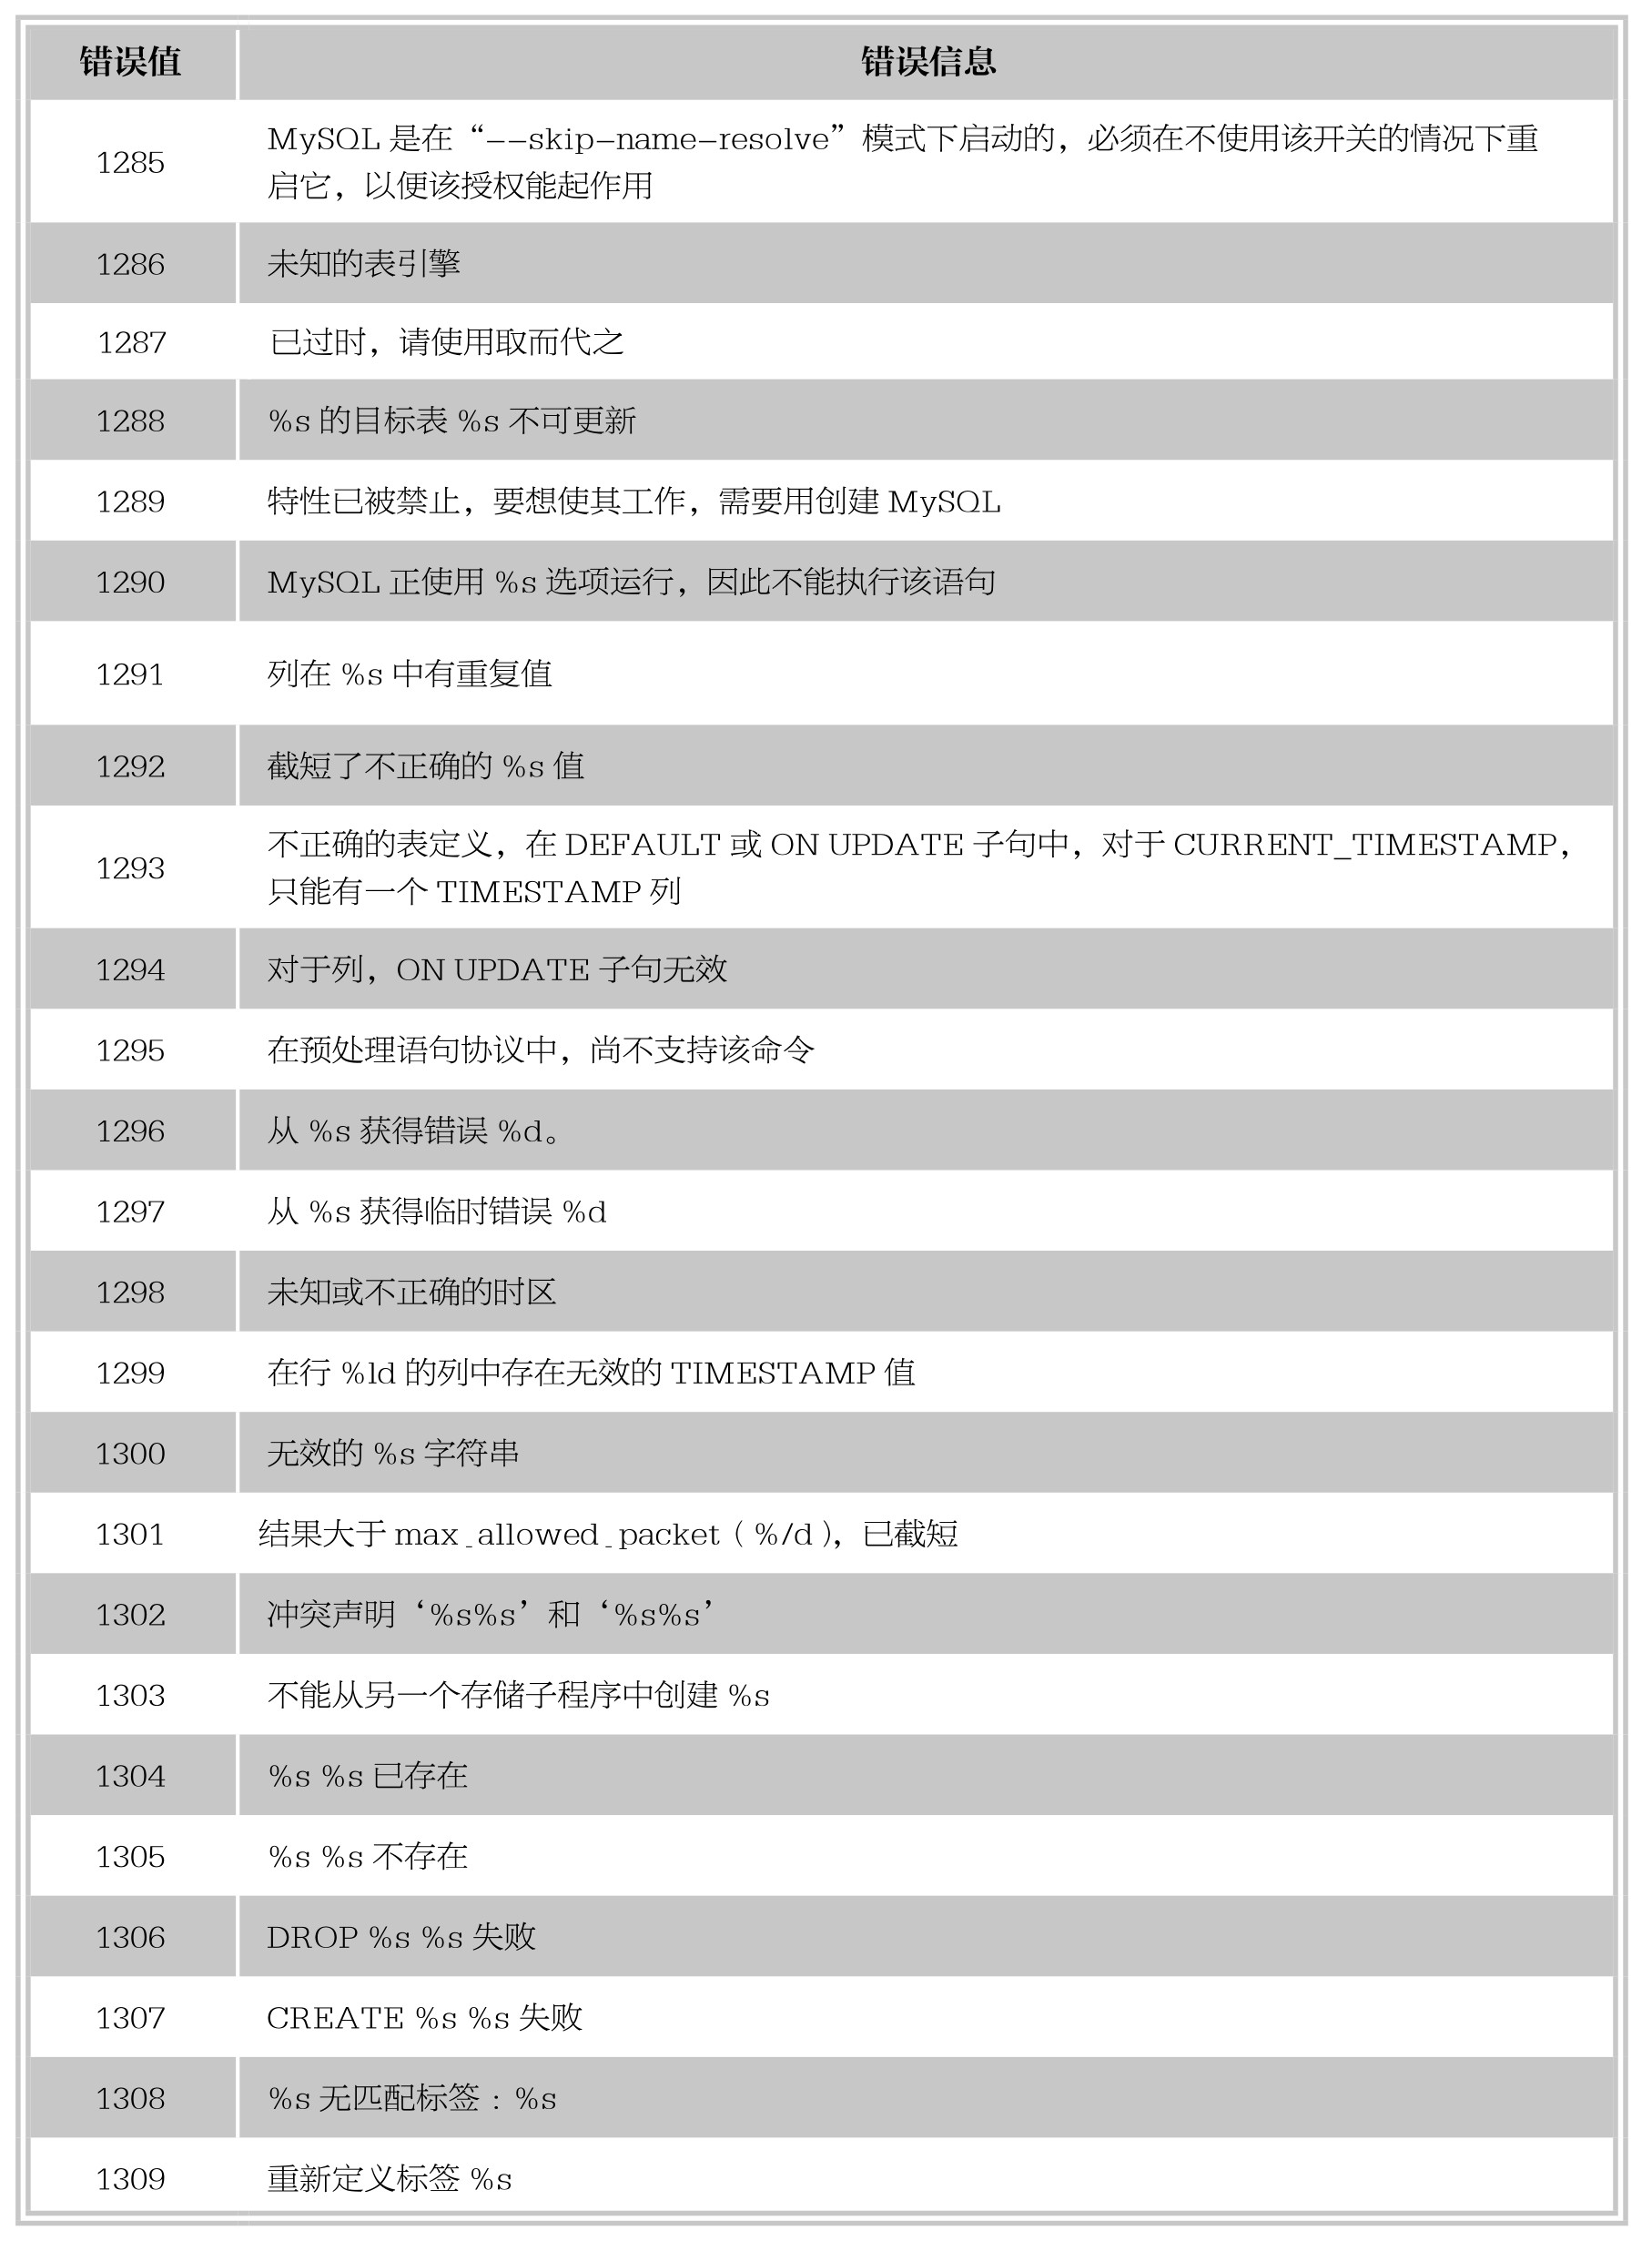 错误值 错误信息
1285 MySQL 是在“--skip-name-resolve”模式下启动的，必须在不使用该开关的情况下重
启它，以便该授权能起作用
1286 未知的表引擎
1287 已过时，请使用取而代之
1288 %s 的目标表 %s 不可更新
1289 特性已被禁止，要想使其工作，需要用创建 MySQL
1290 MySQL 正使用 %s 选项运行，因此不能执行该语句
1291 列在 %s 中有重复值
1292 截短了不正确的 %s 值
1293 不正确的表定义，在 DEFAULT 或 ON UPDATE 子句中，对于 CURRENT_TIMESTAMP，
只能有一个 TIMESTAMP 列
1294 对于列，ON UPDATE 子句无效
1295 在预处理语句协议中，尚不支持该命令
1296 从 %s 获得错误 %d。
1297 从 %s 获得临时错误 %d
1298 未知或不正确的时区
1299 在行 %ld 的列中存在无效的 TIMESTAMP 值
1300 无效的 %s 字符串
1301 结果大于 max_allowed_packet（%/d），已截短
1302 冲突声明‘%s%s’和‘%s%s’
1303 不能从另一个存储子程序中创建 %s
1304 %s %s 已存在
1305 %s %s 不存在
1306 DROP %s %s 失败
1307 CREATE %s %s 失败
1308 %s 无匹配标签：%s
1309 重新定义标签 %s